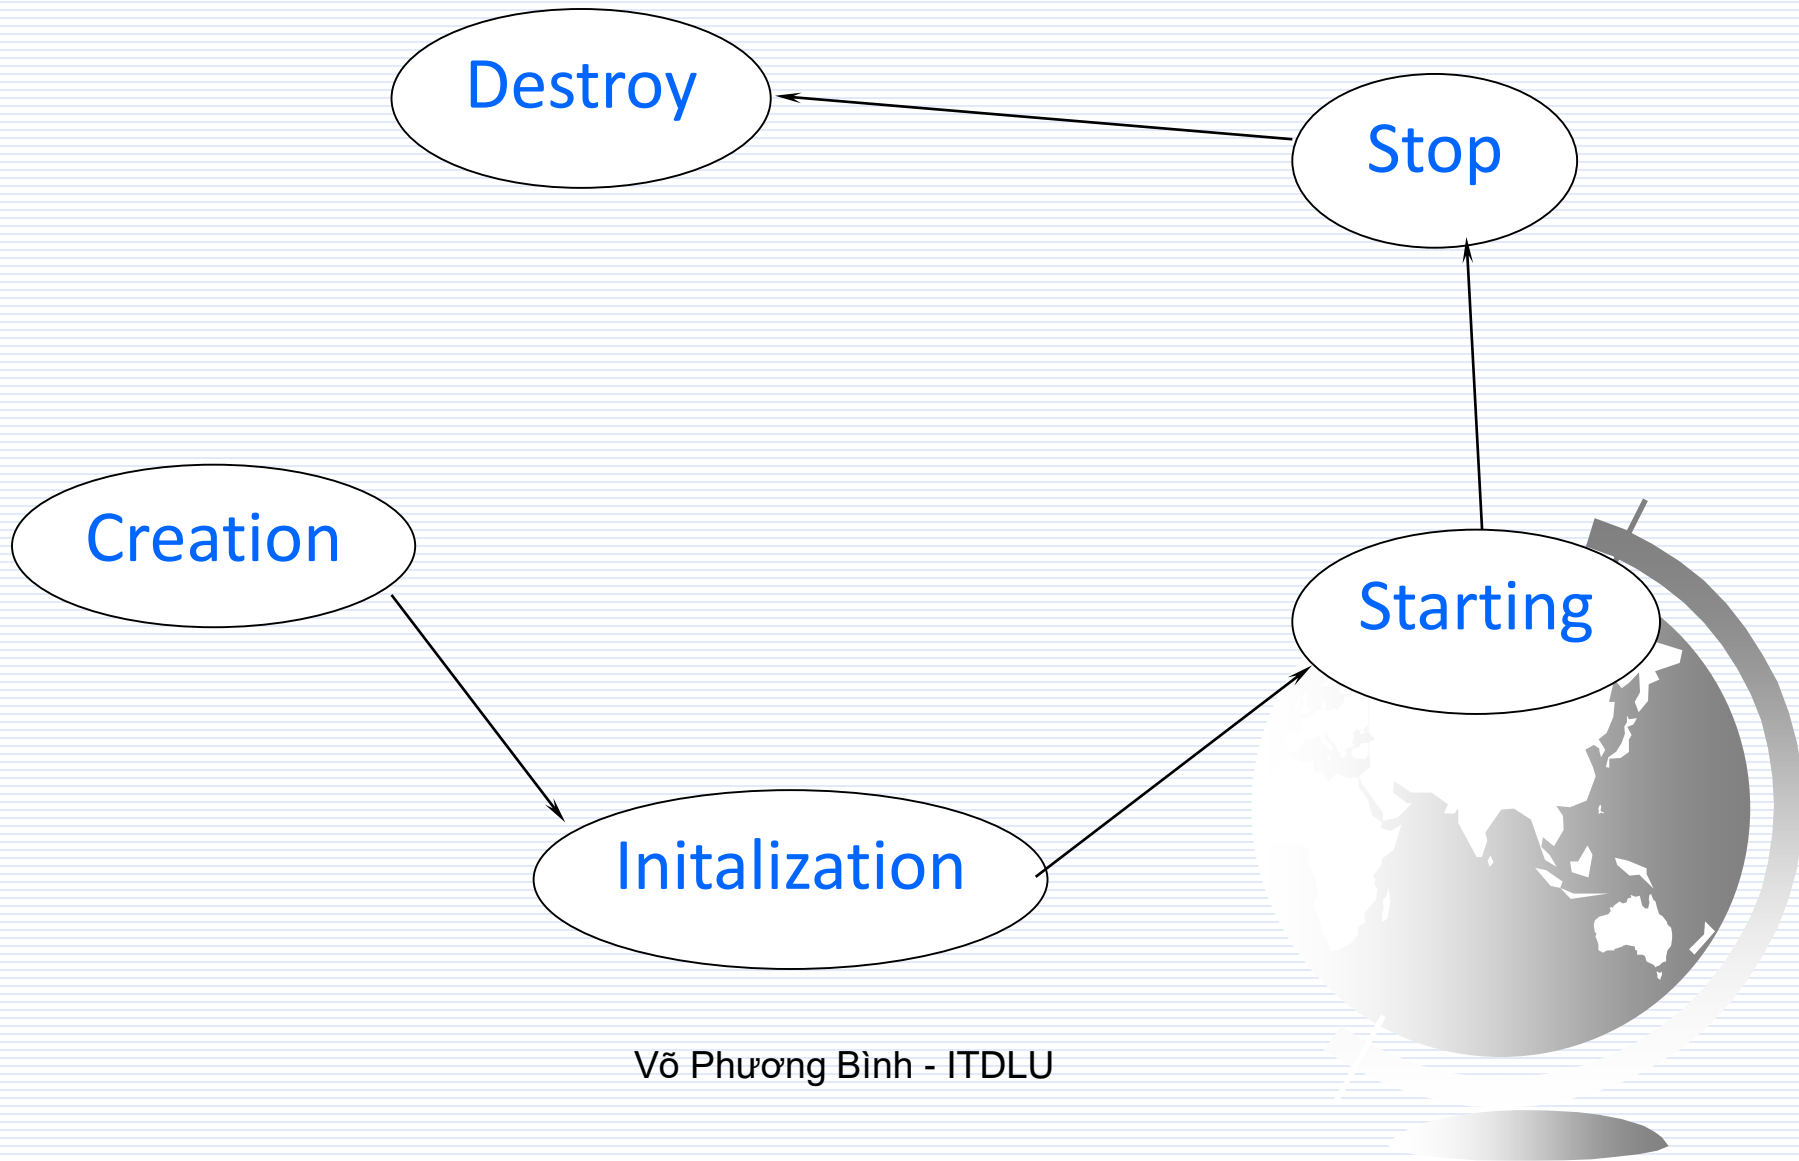 Destroy
Stop
Creation
Starting
Initalization
Võ Phương Bình - ITDLU